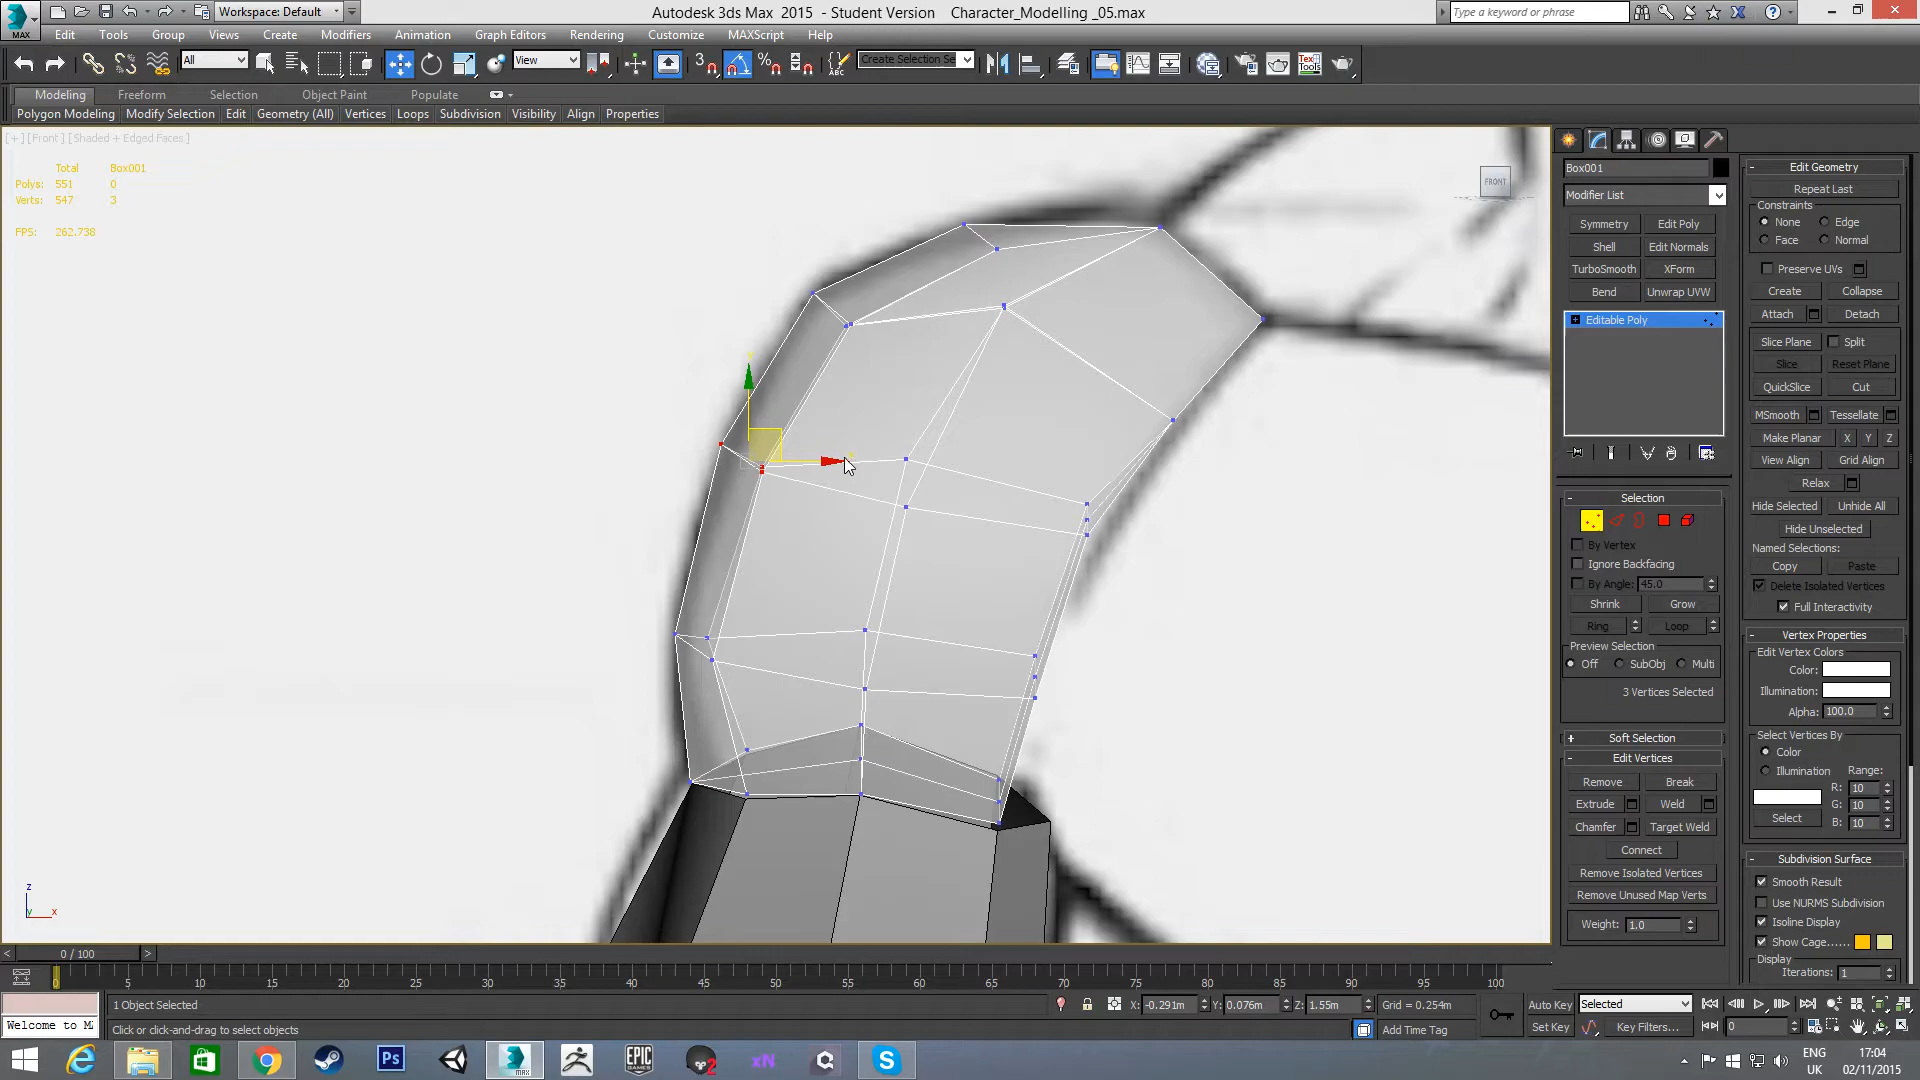 Workspace: Default
Autodesk 3ds Max 2015 - Student Version Character_Modelling _05.max
Type a keyword or phrase
MAX
Edit Tools Group Views Create Modifiers Animation Graph Editors Rendering Customize MAXScript Help
All View Create Selection Se
Modeling Freeform Selection Object Paint Populate
Polygon Modeling Modify Selection Edit Geometry (All) Vertices Loops Subdivision Visibility Align Properties
[+] [Front] [Shaded + Edged Faces]
Total Box001
Polys: 551 0
Verts: 547 3
FPS: 262.738
FRONT
z
y x
Box001
Modifier List
Symmetry Edit Poly
Shell Edit Normals
TurboSmooth XForm
Bend Unwrap UVW
Editable Poly
Selection
By Vertex
Ignore Backfacing
By Angle: 45.0
Shrink Grow
Ring Loop
Preview Selection
Off SubObj Multi
3 Vertices Selected
Soft Selection
Edit Vertices
Remove Break
Extrude Weld
Chamfer Target Weld
Connect
Remove Isolated Vertices
Remove Unused Map Verts
Weight: 1.0
Edit Geometry
Repeat Last
Constraints
None Edge
Face Normal
Preserve UVs
Create Collapse
Attach Detach
Slice Plane Split
Slice Reset Plane
QuickSlice Cut
MSmooth Tessellate
Make Planar X Y Z
View Align Grid Align
Relax
Hide Selected Unhide All
Hide Unselected
Named Selections:
Copy Paste
Delete Isolated Vertices
Full Interactivity
Vertex Properties
Edit Vertex Colors
Color:
Illumination:
Alpha: 100.0
Select Vertices By
Color
Illumination Range:
R: 10
G: 10
B: 10
Select
Subdivision Surface
Smooth Result
Use NURMS Subdivision
Isoline Display
Show Cage......
Display
Iterations: 1
0 / 100
0 5 10 15 20 25 30 35 40 45 50 55 60 65 70 75 80 85 90 95 100
1 Object Selected
X: -0.291m Y: 0.076m Z: 1.55m Grid = 0.254m
Auto Key Selected
Welcome to M
Click or click-and-drag to select objects
Add Time Tag
Set Key Key Filters... 0
Ps
MAX
EPIC GAMES
2
xN
S
ENG
UK
17:04
02/11/2015